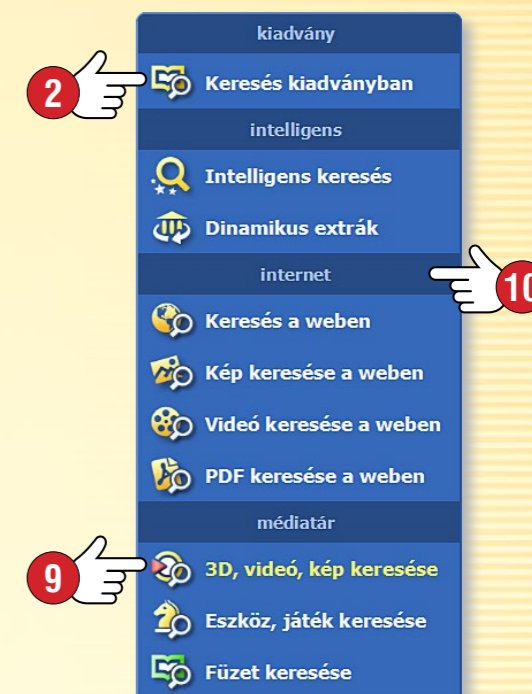 kiadvány
2
Keresés kiadványban
intelligens
Intelligens keresés
Dinamikus extrák
internet
10
Keresés a weben
Kép keresése a weben
Videó keresése a weben
PDF keresése a weben
médiatár
9
3D, videó, kép keresése
Eszköz, játék keresése
Füzet keresése